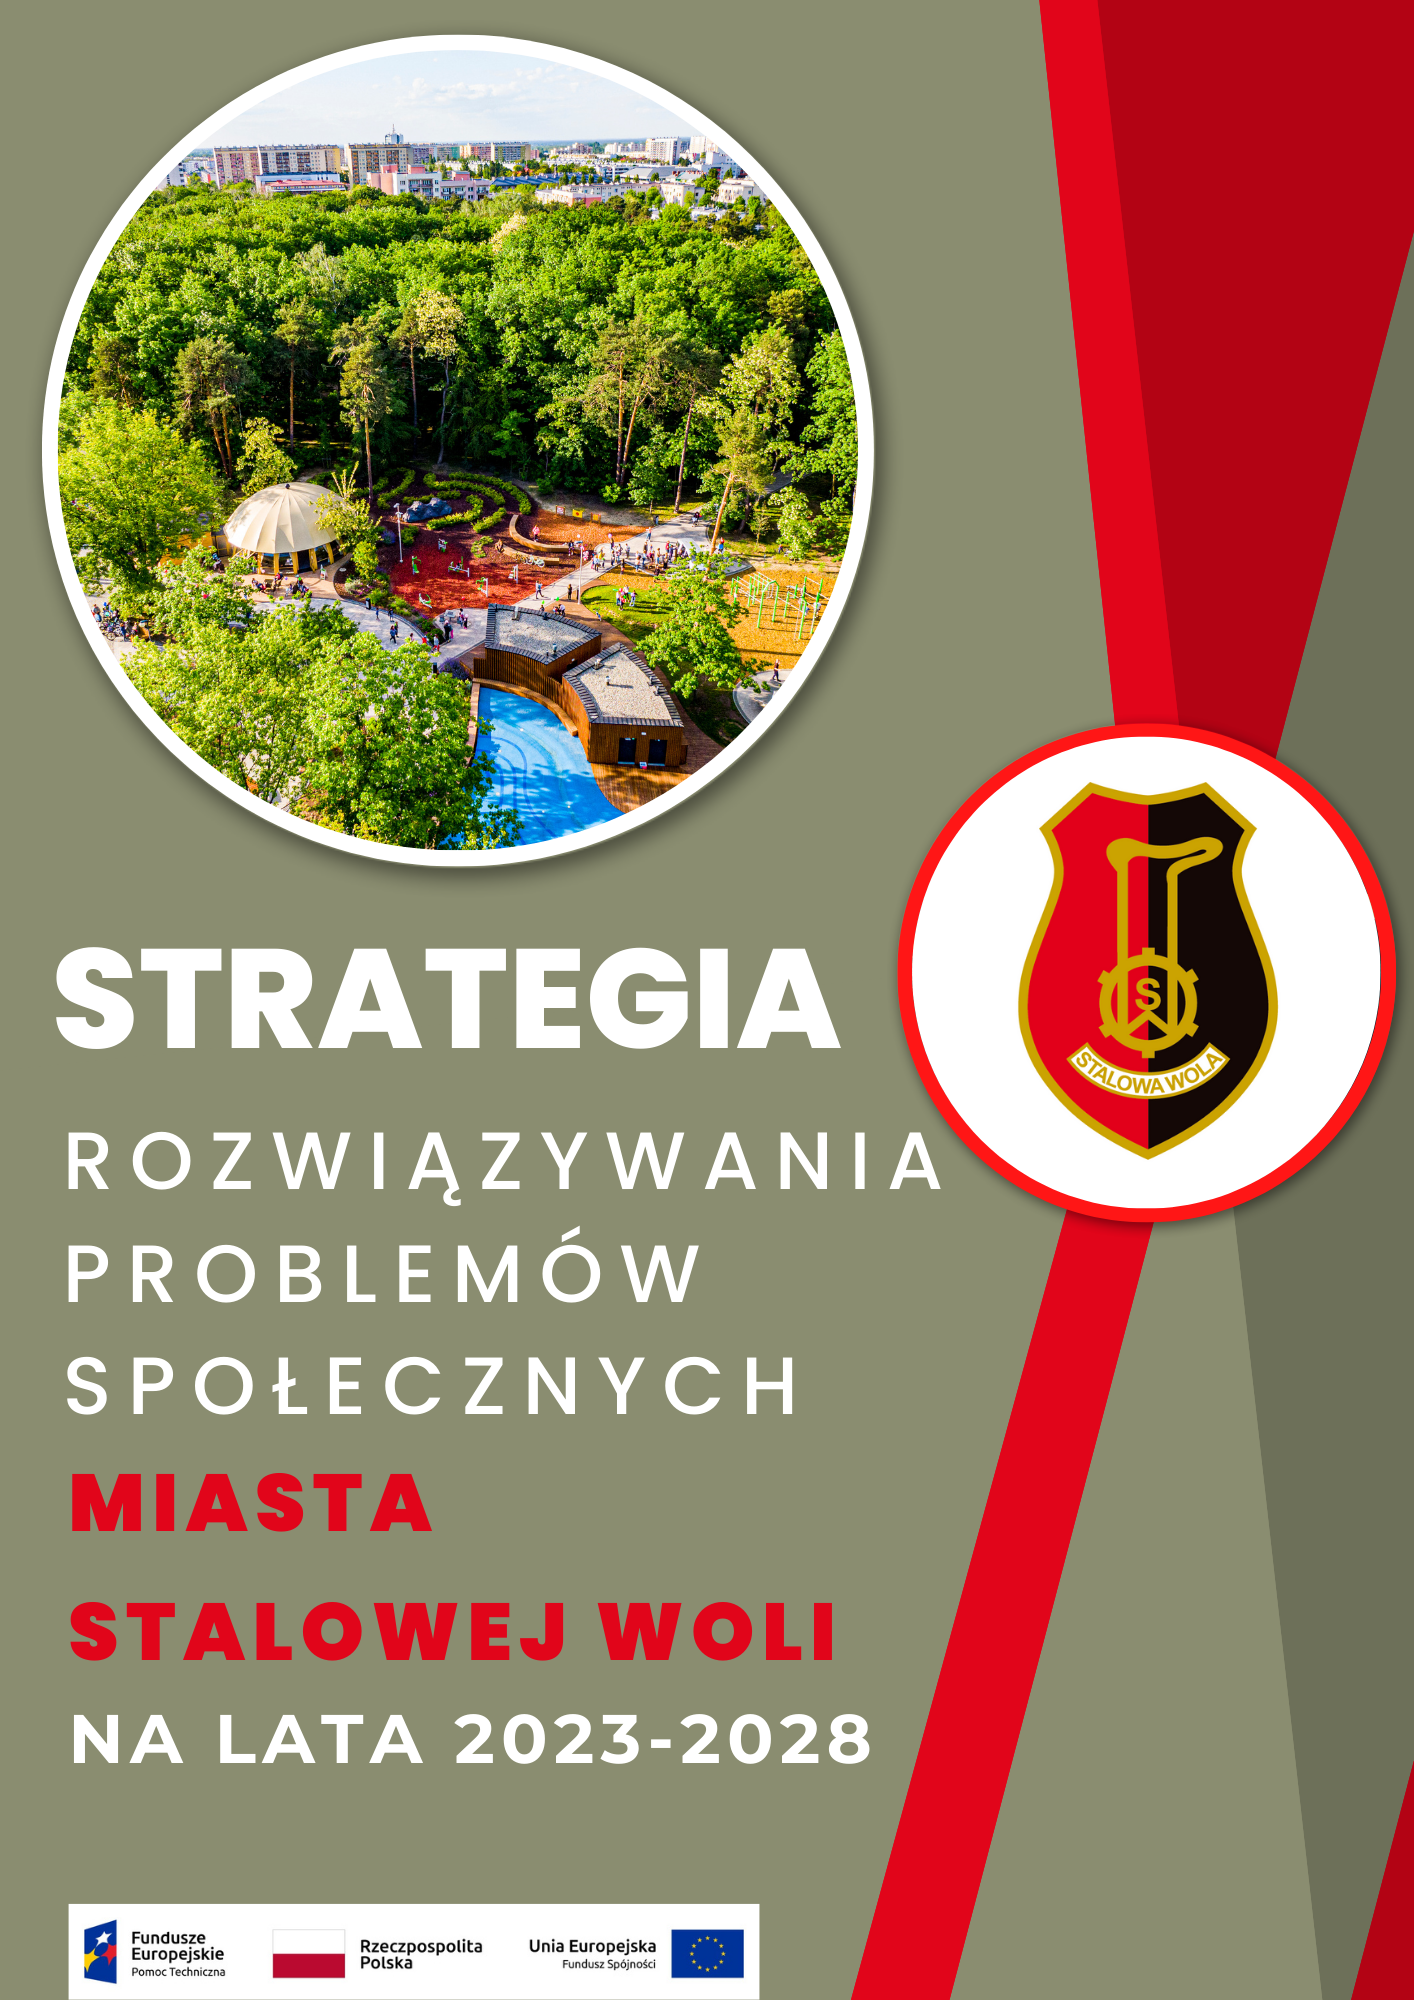 STRATEGIA
ROZWIĄZYWANIA
PROBLEMÓW
SPOŁECZNYCH
MIASTA
STALOWEJ WOLI
NA LATA 2023-2028
S
STALOWA WOLA
Fundusze
Europejskie
Pomoc Techniczna
Rzeczpospolita
Polska
Unia Europejska
Fundusz Spójności